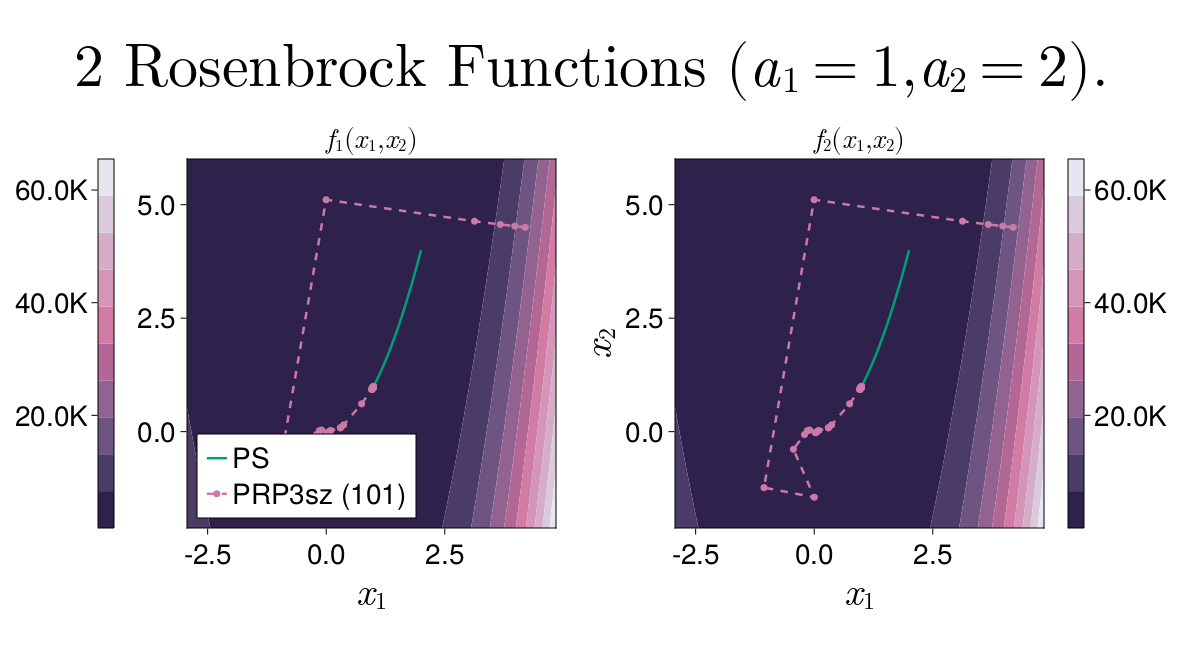 2 Rosenbrock Functions (a₁ = 1, a₂ = 2).
f₁(x₁,x₂)
f₂(x₁,x₂)
60.0K
40.0K
20.0K
5.0
2.5
0.0
PS
PRP3sz (101)
-2.5
0.0
2.5
x₁
x₂
5.0
2.5
0.0
-2.5
0.0
2.5
x₁
60.0K
40.0K
20.0K